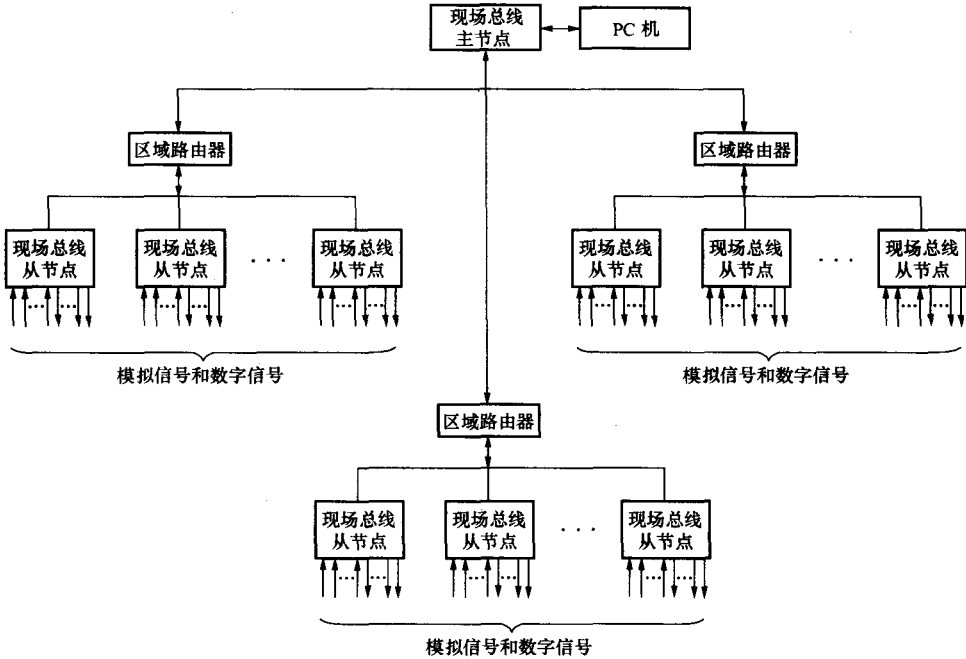 现场总线
主节点
PC 机
区域路由器
区域路由器
现场总线
从节点
现场总线
从节点
· · ·
现场总线
从节点
现场总线
从节点
现场总线
从节点
· · ·
现场总线
从节点
模拟信号和数字信号
模拟信号和数字信号
区域路由器
现场总线
从节点
现场总线
从节点
· · ·
现场总线
从节点
模拟信号和数字信号